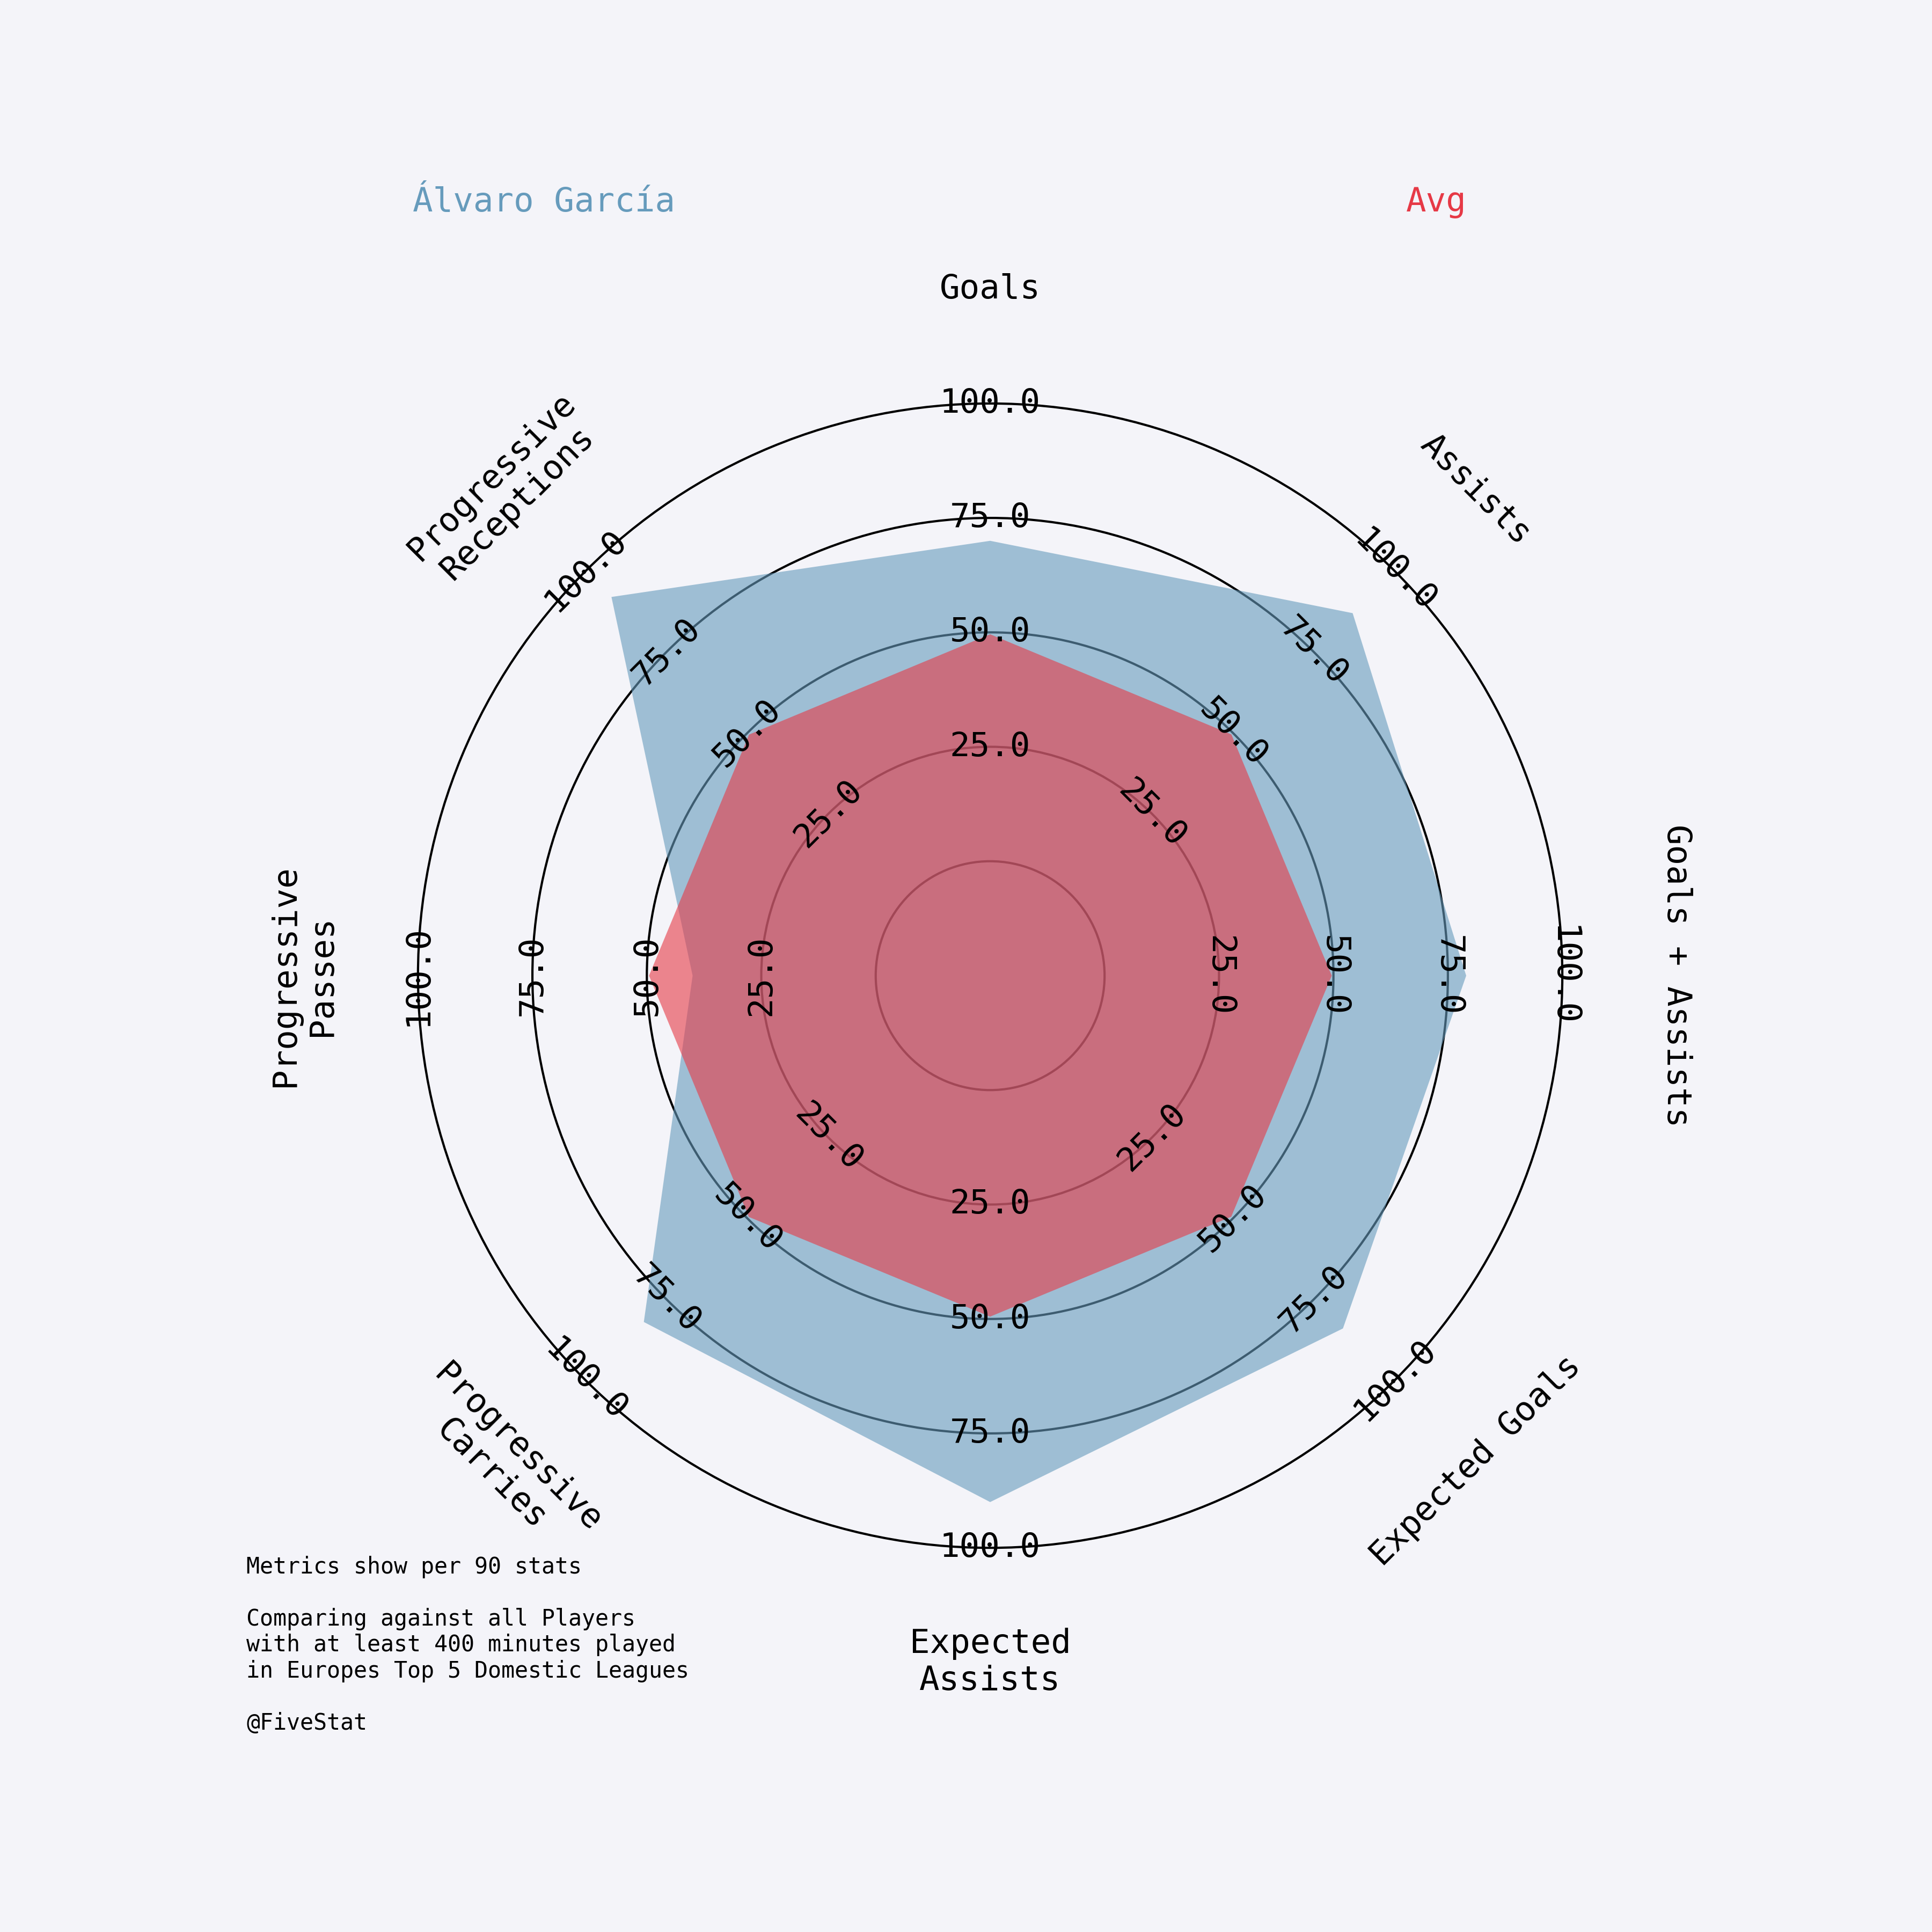 Álvaro García
Avg
Goals
Assists
Goals + Assists
Expected Goals
Expected
Assists
Progressive
Carries
Progressive
Passes
Progressive
Receptions
25.0
50.0
75.0
100.0
25.0
50.0
75.0
100.0
25.0
50.0
75.0
100.0
25.0
50.0
75.0
100.0
25.0
50.0
75.0
100.0
25.0
50.0
75.0
100.0
25.0
50.0
75.0
100.0
25.0
50.0
75.0
100.0
Metrics show per 90 stats
Comparing against all Players
with at least 400 minutes played
in Europes Top 5 Domestic Leagues
@FiveStat